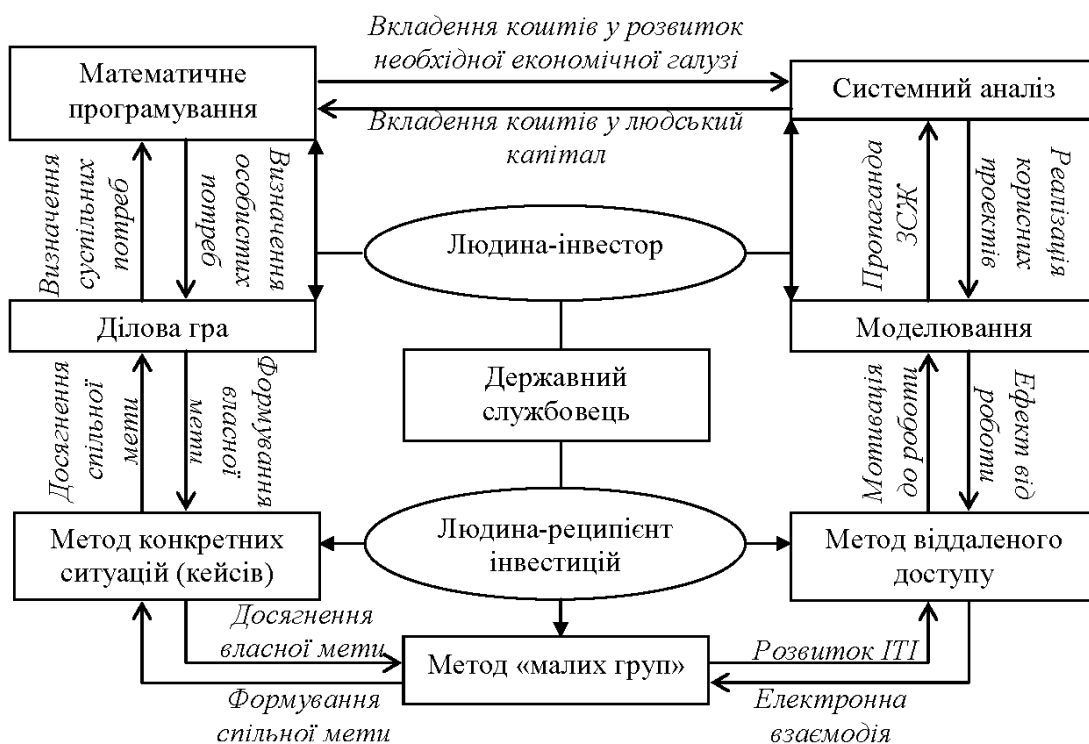 Вкладення коштів у розвиток
необхідної економічної галузі
Математичне
програмування
Системний аналіз
Вкладення коштів у людський
капітал
Визначення
суспільних
потреб
Визначення
особистих
потреб
Людина-інвестор
Пропаганда
ЗСЖ
Реалізація
корисних
проектів
Ділова гра
Моделювання
Державний
службовець
Досягнення
спільної
мети
Формування
власної
мети
Мотивація
до роботи
Ефект від
роботи
Метод конкретних
ситуацій (кейсів)
Людина-реципієнт
інвестицій
Метод віддаленого
доступу
Досягнення
власної мети
Метод «малих груп»
Розвиток ІТІ
Формування
спільної мети
Електронна
взаємодія